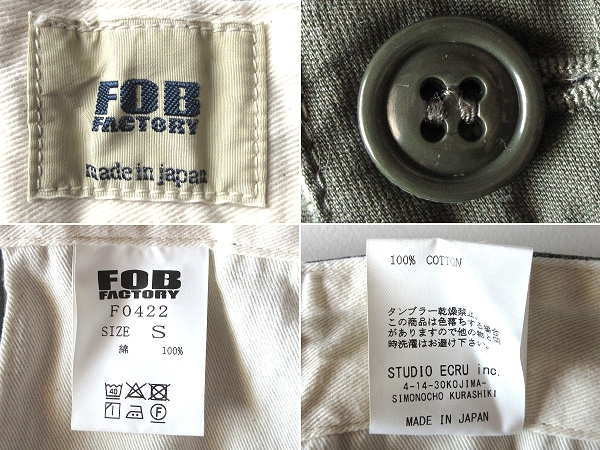 FOB
FACTORY
made in japan
FOB
FACTORY
F0422
SIZE S
綿 100%
40
F
100% COTTON
タンブラー乾燥禁止。
この商品は色落ちする場合
がありますので他の物と同
時洗濯はお避け下さい。
STUDIO ECRU inc.
4-14-30KOJIMA-
SIMONOCHO KURASHIKI
MADE IN JAPAN